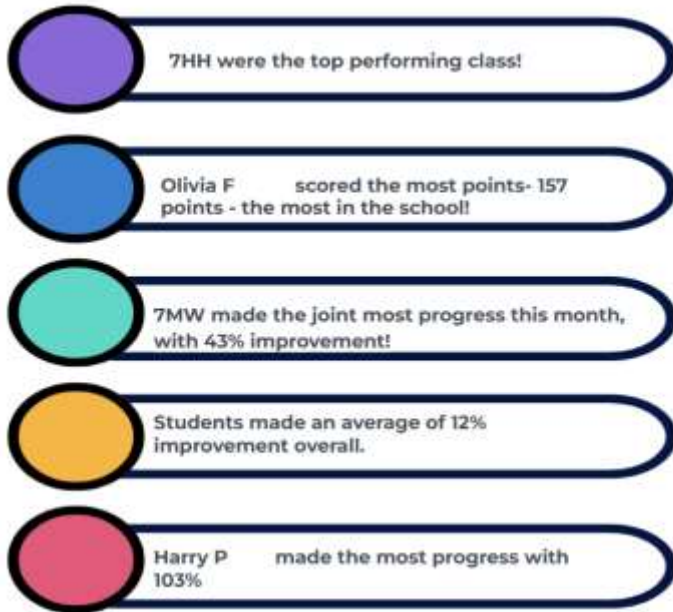 7HH were the top performing class!
Olivia F scored the most points- 157
points - the most in the school!
7MW made the joint most progress this month,
with 43% improvement!
Students made an average of 12%
improvement overall.
Harry P made the most progress with
103%